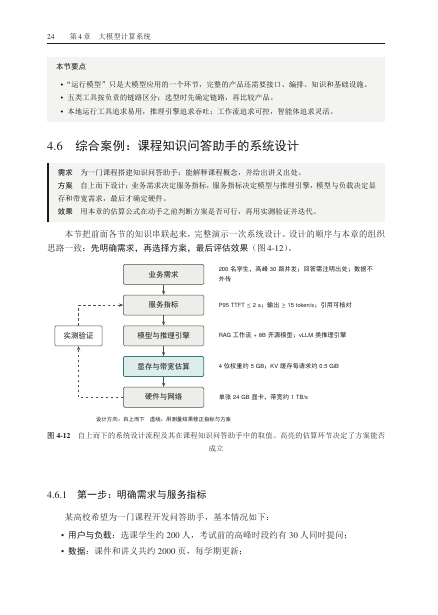 24 第 4 章 大模型计算系统
本节要点
• “运行模型”只是大模型应用的一个环节，完整的产品还需要接口、编排、知识和基础设施。
• 五类工具按负责的链路区分；选型时先确定链路，再比较产品。
• 本地运行工具追求易用，推理引擎追求吞吐；工作流追求可控，智能体追求灵活。
4.6 综合案例：课程知识问答助手的系统设计
需求 为一门课程搭建知识问答助手：能解释课程概念，并给出讲义出处。
方案 自上而下设计：业务需求决定服务指标，服务指标决定模型与推理引擎，模型与负载决定显
存和带宽需求，最后才确定硬件。
效果 用本章的估算公式在动手之前判断方案是否可行，再用实测验证并迭代。
本节把前面各节的知识串联起来，完整演示一次系统设计。设计的顺序与本章的组织
思路一致：先明确需求，再选择方案，最后评估效果（图 4-12）。
业务需求
200 名学生，高峰 30 路并发；回答需注明出处；数据不
外传
服务指标
P95 TTFT ≤ 2 s；输出 ≥ 15 token/s；引用可核对
实测验证
模型与推理引擎
RAG 工作流 + 8B 开源模型；vLLM 类推理引擎
显存与带宽估算
4 位权重约 5 GB；KV 缓存每请求约 0.5 GiB
硬件与网络
单张 24 GB 显卡，带宽约 1 TB/s
设计方向：自上而下 虚线：用测量结果修正指标与方案
图 4-12 自上而下的系统设计流程及其在课程知识问答助手中的取值。高亮的估算环节决定了方案能否
成立
4.6.1 第一步：明确需求与服务指标
某高校希望为一门课程开发问答助手，基本情况如下：
• 用户与负载：选课学生约 200 人，考试前的高峰时段约有 30 人同时提问；
• 数据：课件和讲义共约 2000 页，每学期更新；